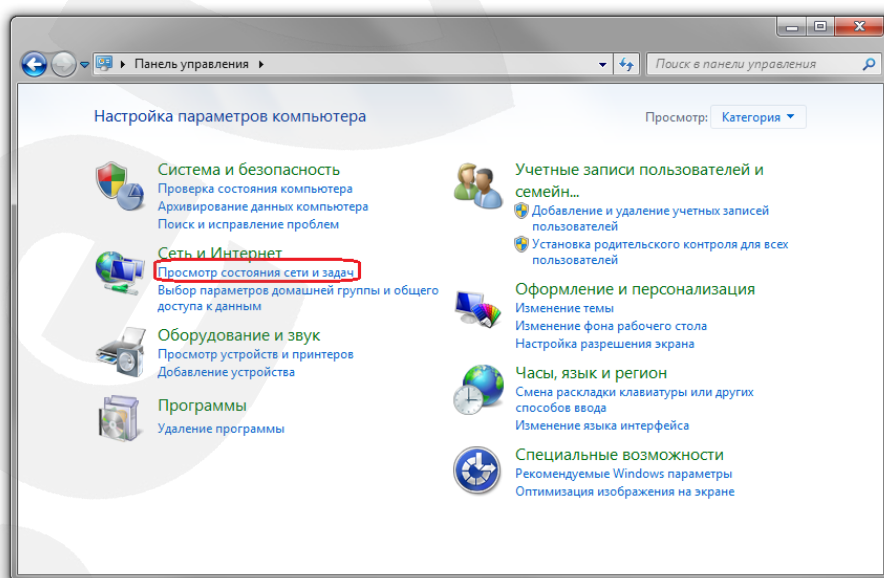 Панель управления
Поиск в панели управления
Настройка параметров компьютера
Просмотр: Категория
Система и безопасность
Проверка состояния компьютера
Архивирование данных компьютера
Поиск и исправление проблем
Сеть и Интернет
Просмотр состояния сети и задач
Выбор параметров домашней группы и общего
доступа к данным
Оборудование и звук
Просмотр устройств и принтеров
Добавление устройства
Программы
Удаление программы
Учетные записи пользователей и
семейн...
Добавление и удаление учетных записей
пользователей
Установка родительского контроля для всех
пользователей
Оформление и персонализация
Изменение темы
Изменение фона рабочего стола
Настройка разрешения экрана
Часы, язык и регион
Смена раскладки клавиатуры или других
способов ввода
Изменение языка интерфейса
Специальные возможности
Рекомендуемые Windows параметры
Оптимизация изображения на экране